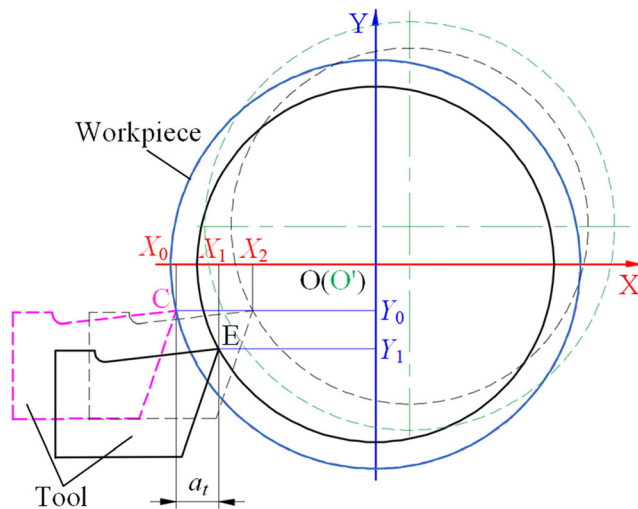 Y
Workpiece
X₀ X₁ X₂
O(O')
X
C
Y₀
E
Y₁
Tool
aₜ